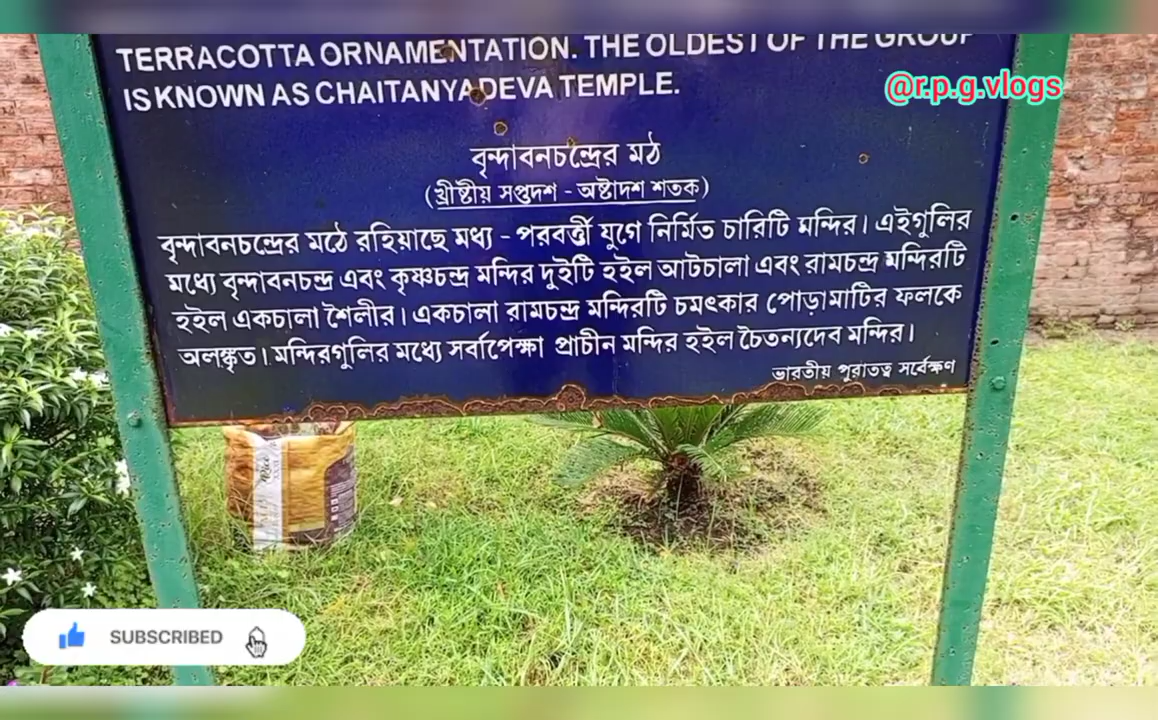 TERRACOTTA ORNAMENTATION. THE OLDEST OF THE GROUP
IS KNOWN AS CHAITANYADEVA TEMPLE.
@r.p.g.vlogs
বৃন্দাবনচন্দ্রের মঠ
(খ্রীষ্টীয় সপ্তদশ - অষ্টাদশ শতক)
বৃন্দাবনচন্দ্রের মঠে রহিয়াছে মধ্য - পরবর্ত্তী যুগে নির্মিত চারিটি মন্দির। এইগুলির
মধ্যে বৃন্দাবনচন্দ্র এবং কৃষ্ণচন্দ্র মন্দির দুইটি হইল আটচালা এবং রামচন্দ্র মন্দিরটি
হইল একচালা শৈলীর। একচালা রামচন্দ্র মন্দিরটি চমৎকার পোড়ামাটির ফলকে
অলঙ্কৃত। মন্দিরগুলির মধ্যে সর্বাপেক্ষা প্রাচীন মন্দির হইল চৈতন্যদেব মন্দির।
ভারতীয় পুরাতত্ব সর্বেক্ষণ
Rice
SUBSCRIBED